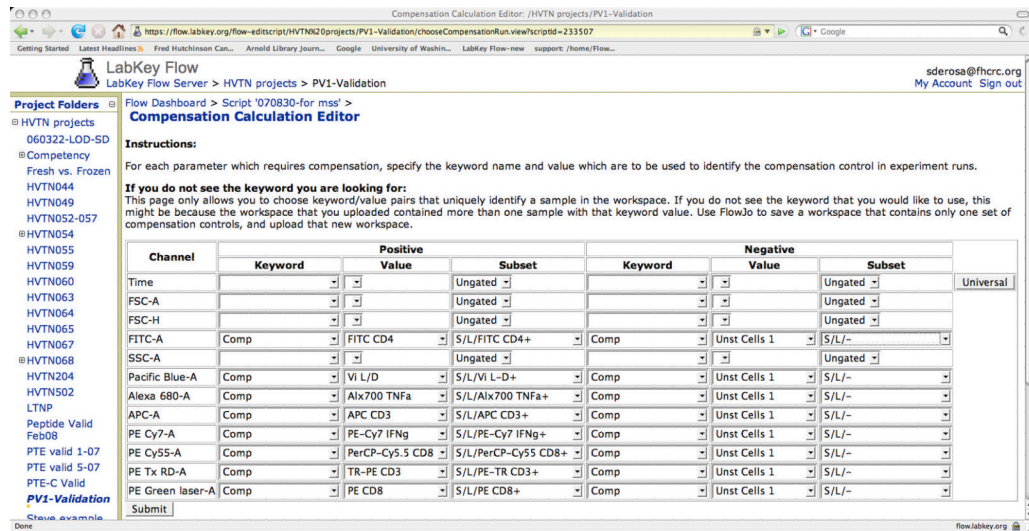 Compensation Calculation Editor: /HVTN projects/PV1-Validation
https://flow.labkey.org/flow-editscript/HVTN%20projects/PV1-Validation/chooseCompensationRun.view?scriptId=233507
Google
Getting Started Latest Headlines Fred Hutchinson Can... Arnold Library Journ... Google University of Washin... LabKey Flow-new support: /home/Flow...
LabKey Flow
LabKey Flow Server > HVTN projects > PV1-Validation
sderosa@fhcrc.org
My Account Sign out
Project Folders
HVTN projects
060322-LOD-SD
Competency
Fresh vs. Frozen
HVTN044
HVTN049
HVTN052-057
HVTN054
HVTN055
HVTN059
HVTN060
HVTN063
HVTN064
HVTN065
HVTN067
HVTN068
HVTN204
HVTN502
LTNP
Peptide Valid
Feb08
PTE valid 1-07
PTE valid 5-07
PTE-C Valid
PV1-Validation
Steve example
Flow Dashboard > Script '070830-for mss' >
Compensation Calculation Editor
Instructions:
For each parameter which requires compensation, specify the keyword name and value which are to be used to identify the compensation control in experiment runs.
If you do not see the keyword you are looking for:
This page only allows you to choose keyword/value pairs that uniquely identify a sample in the workspace. If you do not see the keyword that you would like to use, this
might be because the workspace that you uploaded contained more than one sample with that keyword value. Use FlowJo to save a workspace that contains only one set of
compensation controls, and upload that new workspace.
Channel Positive Negative
Keyword Value Subset Keyword Value Subset
Time Ungated Ungated Universal
FSC-A Ungated Ungated
FSC-H Ungated Ungated
FITC-A Comp FITC CD4 S/L/FITC CD4+ Comp Unst Cells 1 S/L/-
SSC-A Ungated Ungated
Pacific Blue-A Comp Vi L/D S/L/Vi L-D+ Comp Unst Cells 1 S/L/-
Alexa 680-A Comp Alx700 TNFa S/L/Alx700 TNFa+ Comp Unst Cells 1 S/L/-
APC-A Comp APC CD3 S/L/APC CD3+ Comp Unst Cells 1 S/L/-
PE Cy7-A Comp PE-Cy7 IFNg S/L/PE-Cy7 IFNg+ Comp Unst Cells 1 S/L/-
PE Cy55-A Comp PerCP-Cy5.5 CD8 S/L/PerCP-Cy55 CD8+ Comp Unst Cells 1 S/L/-
PE Tx RD-A Comp TR-PE CD3 S/L/PE-TR CD3+ Comp Unst Cells 1 S/L/-
PE Green laser-A Comp PE CD8 S/L/PE CD8+ Comp Unst Cells 1 S/L/-
Submit
Done
flow.labkey.org